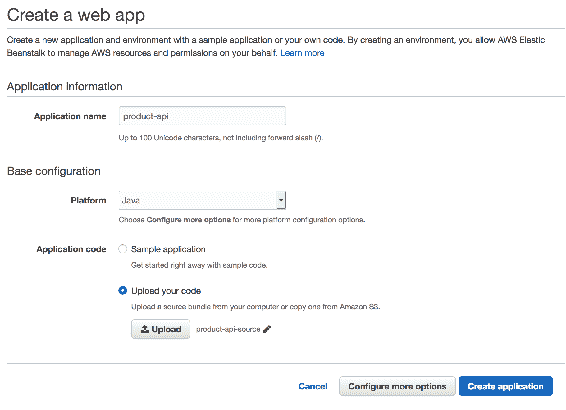 Create a web app
Create a new application and environment with a sample application or your own code. By creating an environment, you allow AWS Elastic
Beanstalk to manage AWS resources and permissions on your behalf. Learn more
Application information
Application name
product-api
Up to 100 Unicode characters, not including forward slash (/).
Base configuration
Platform
Java
Choose Configure more options for more platform configuration options.
Application code
Sample application
Get started right away with sample code.
Upload your code
Upload a source bundle from your computer or copy one from Amazon S3.
Upload
product-api-source
Cancel
Configure more options
Create application